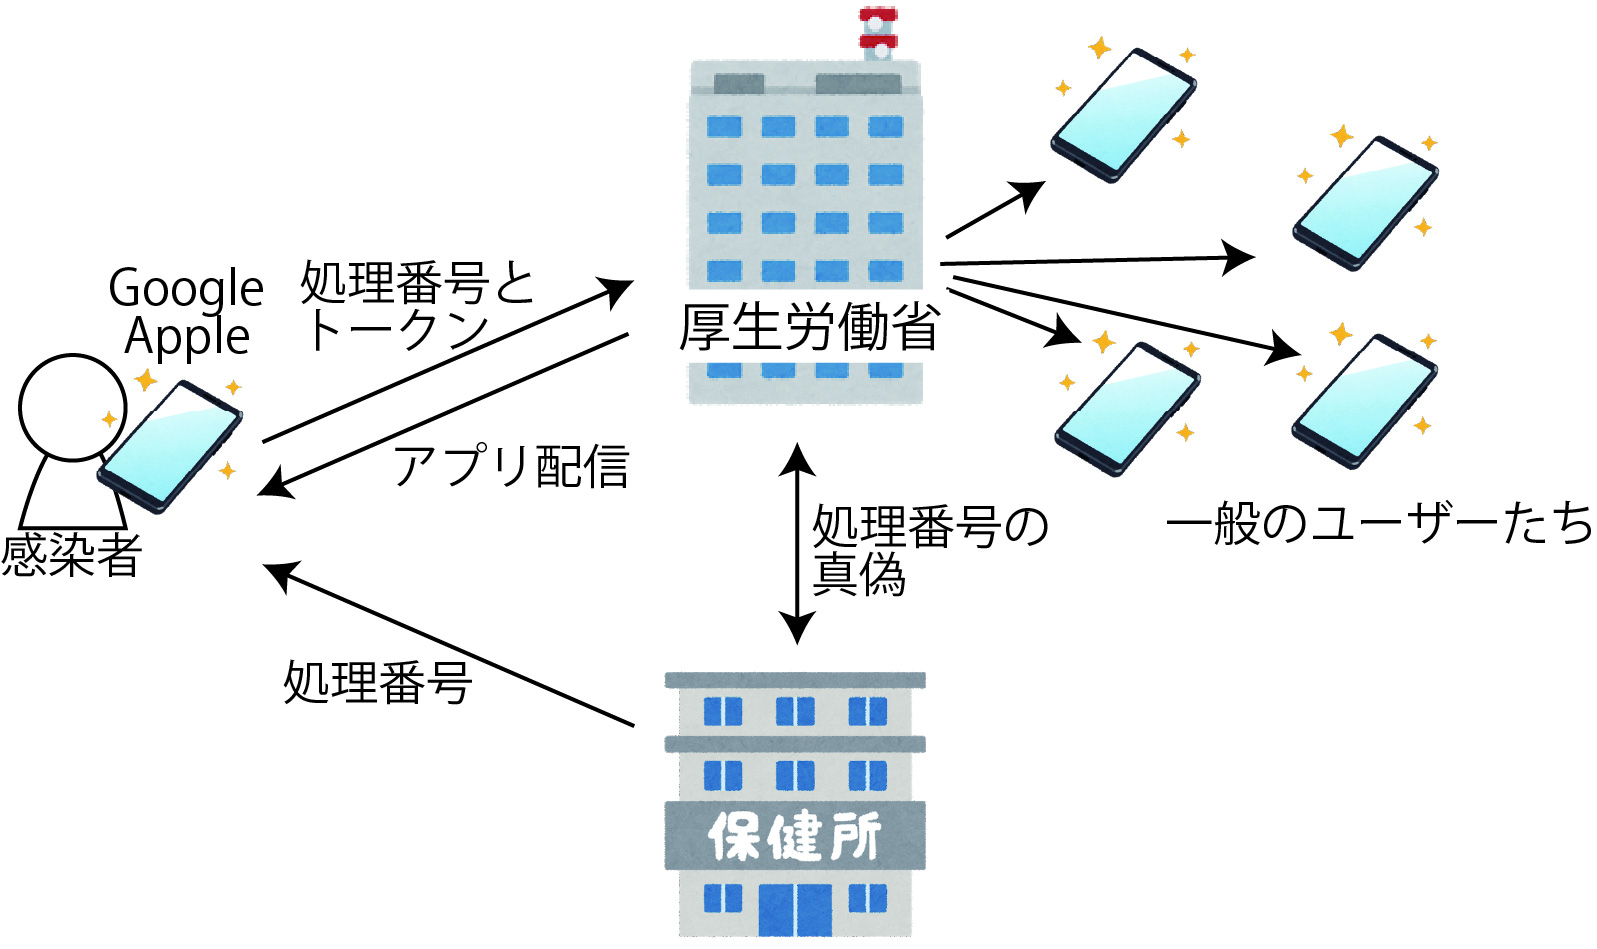 Google
Apple
処理番号と
トークン
厚生労働省
アプリ配信
感染者
処理番号の
真偽
一般のユーザーたち
処理番号
保健所